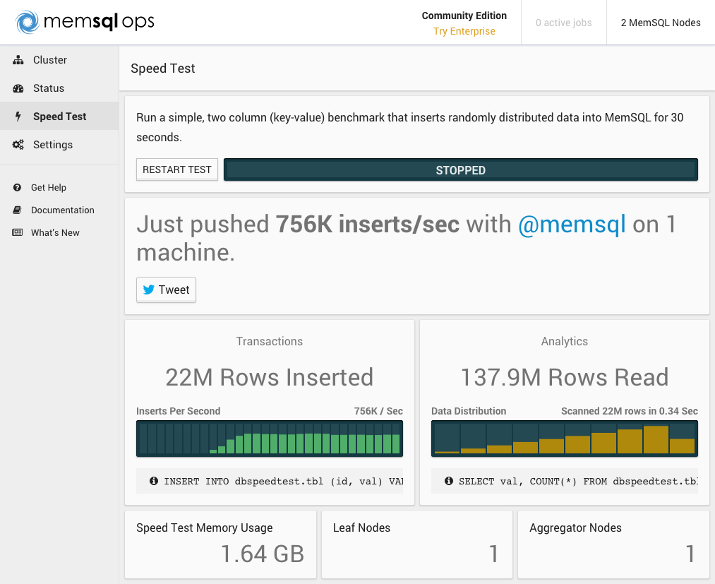 memsql ops
Community Edition
Try Enterprise
0 active jobs
2 MemSQL Nodes
Cluster
Status
Speed Test
Settings
Get Help
Documentation
What's New
Speed Test
Run a simple, two column (key-value) benchmark that inserts randomly distributed data into MemSQL for 30
seconds.
RESTART TEST
STOPPED
Just pushed 756K inserts/sec with @memsql on 1
machine.
Tweet
Transactions
22M Rows Inserted
Inserts Per Second 756K / Sec
INSERT INTO dbspeedtest.tbl (id, val) VAL
Analytics
137.9M Rows Read
Data Distribution Scanned 22M rows in 0.34 Sec
SELECT val, COUNT(*) FROM dbspeedtest.tbl
Speed Test Memory Usage
1.64 GB
Leaf Nodes
1
Aggregator Nodes
1